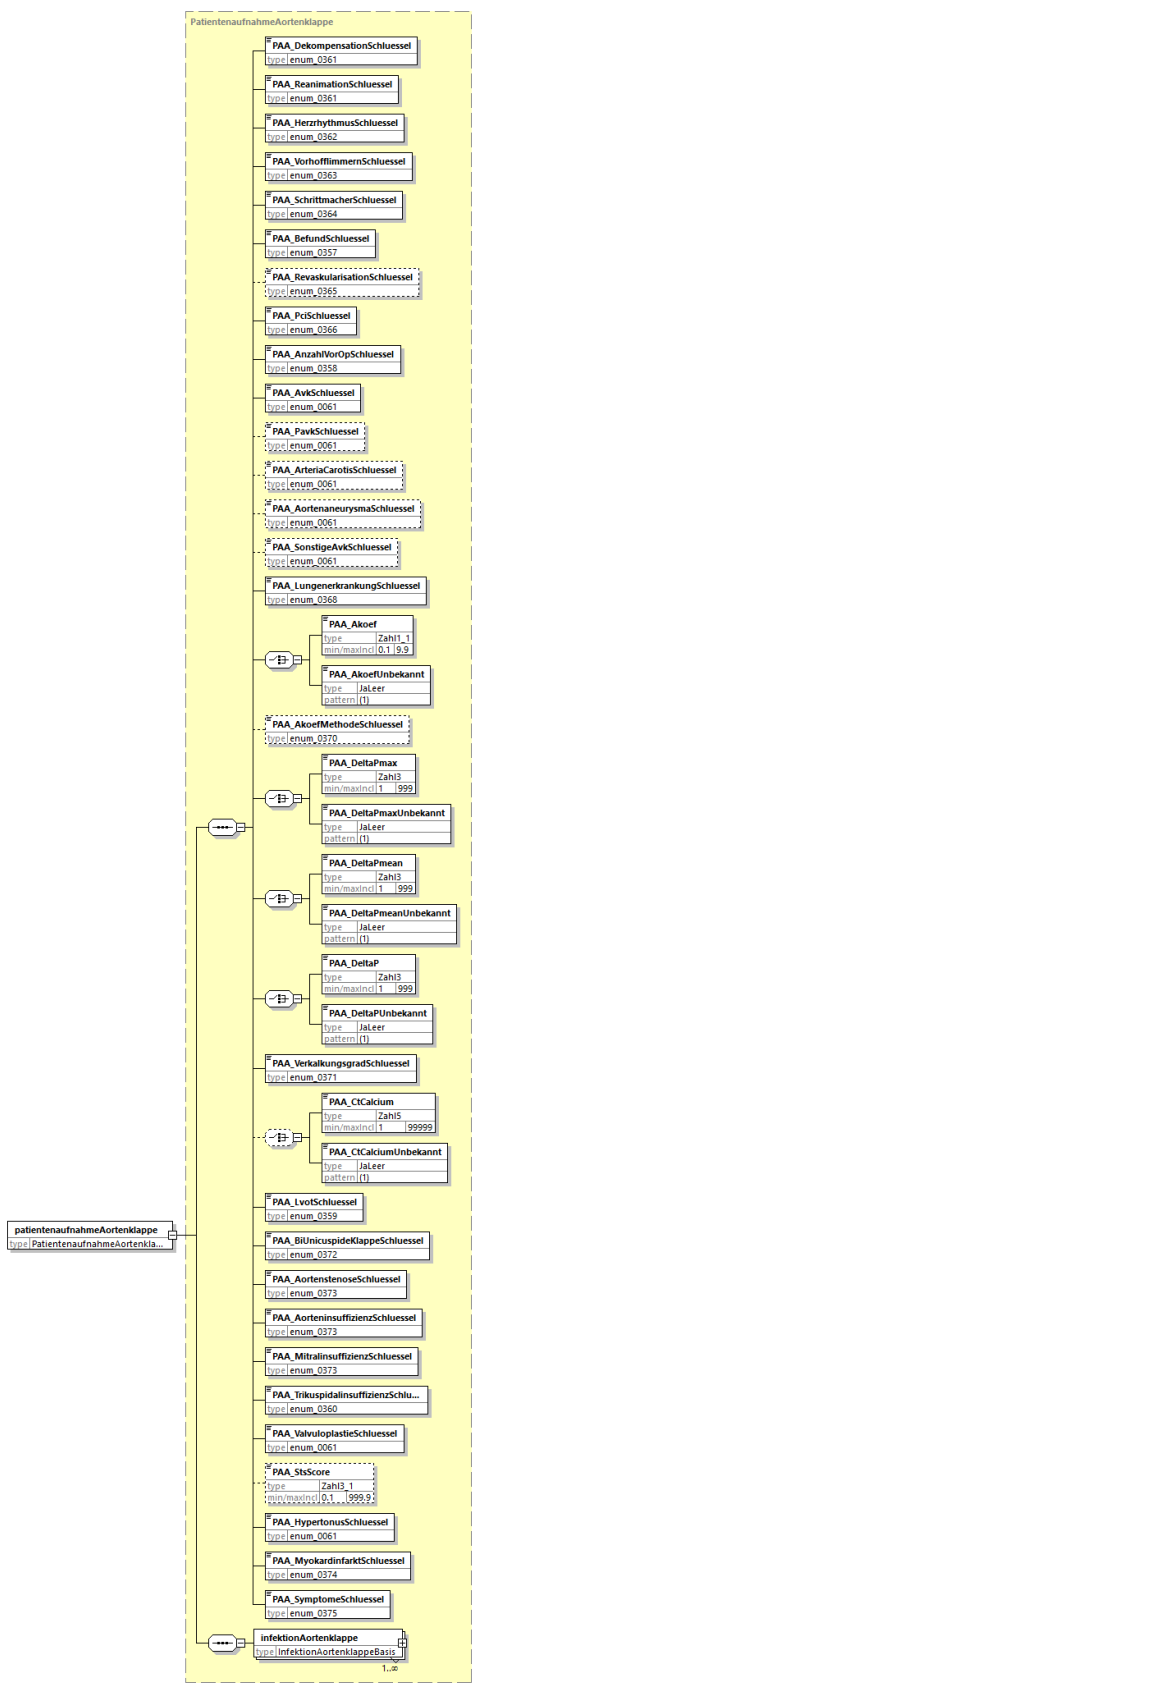 PatientenaufnahmeAortenklappe
PAA_DekompensationSchluessel
type enum_0361
PAA_ReanimationSchluessel
type enum_0361
PAA_HerzrhythmusSchluessel
type enum_0362
PAA_VorhofflimmernSchluessel
type enum_0363
PAA_SchrittmacherSchluessel
type enum_0364
PAA_BefundSchluessel
type enum_0357
PAA_RevaskularisationSchluessel
type enum_0365
PAA_PciSchluessel
type enum_0366
PAA_AnzahlVorOpSchluessel
type enum_0358
PAA_AvkSchluessel
type enum_0061
PAA_PavkSchluessel
type enum_0061
PAA_ArteriaCarotisSchluessel
type enum_0061
PAA_AortenaneurysmaSchluessel
type enum_0061
PAA_SonstigeAvkSchluessel
type enum_0061
PAA_LungenerkrankungSchluessel
type enum_0368
PAA_Akoef
type Zahl1_1
min/maxIncl 0.1 9.9
PAA_AkoefUnbekannt
type JaLeer
pattern (1)
PAA_AkoefMethodeSchluessel
type enum_0370
PAA_DeltaPmax
type Zahl3
min/maxIncl 1 999
PAA_DeltaPmaxUnbekannt
type JaLeer
pattern (1)
PAA_DeltaPmean
type Zahl3
min/maxIncl 1 999
PAA_DeltaPmeanUnbekannt
type JaLeer
pattern (1)
PAA_DeltaP
type Zahl3
min/maxIncl 1 999
PAA_DeltaPUnbekannt
type JaLeer
pattern (1)
PAA_VerkalkungsgradSchluessel
type enum_0371
PAA_CtCalcium
type Zahl5
min/maxIncl 1 99999
PAA_CtCalciumUnbekannt
type JaLeer
pattern (1)
PAA_LvotSchluessel
type enum_0359
patientenaufnahmeAortenklappe
type PatientenaufnahmeAortenkla...
PAA_BiUnicuspideKlappeSchluessel
type enum_0372
PAA_AortenstenoseSchluessel
type enum_0373
PAA_AorteninsuffizienzSchluessel
type enum_0373
PAA_MitralinsuffizienzSchluessel
type enum_0373
PAA_TrikuspidalinsuffizienzSchlu...
type enum_0360
PAA_ValvuloplastieSchluessel
type enum_0061
PAA_StsScore
type Zahl3_1
min/maxIncl 0.1 999.9
PAA_HypertonusSchluessel
type enum_0061
PAA_MyokardinfarktSchluessel
type enum_0374
PAA_SymptomeSchluessel
type enum_0375
infektionAortenklappe
type InfektionAortenklappeBasis
1..∞